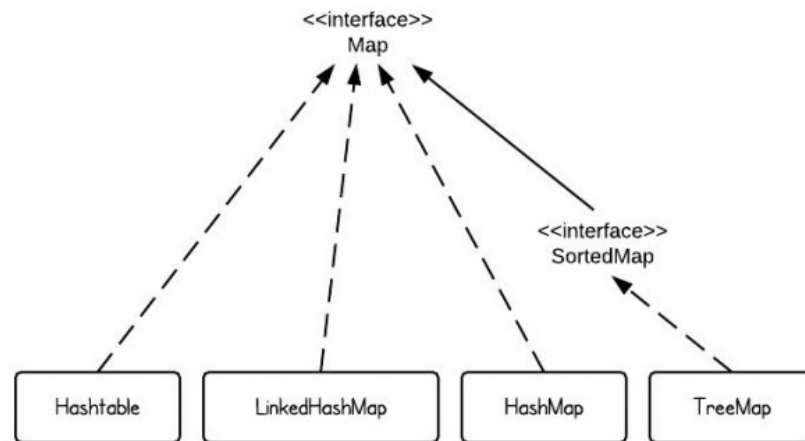 <<interface>>
Map
<<interface>>
SortedMap
Hashtable
LinkedHashMap
HashMap
TreeMap